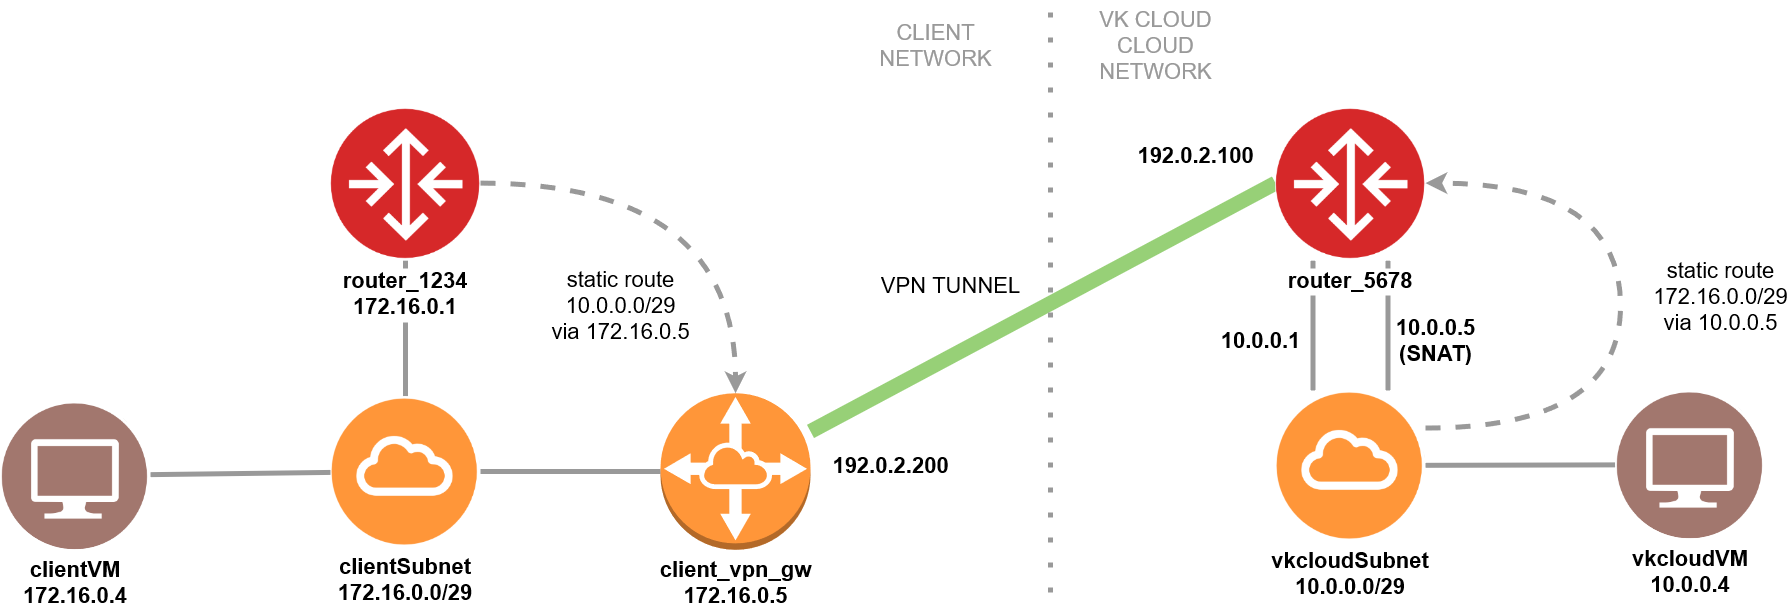 CLIENT
NETWORK
VK CLOUD
CLOUD
NETWORK
192.0.2.100
router_1234
172.16.0.1
static route
10.0.0.0/29
via 172.16.0.5
VPN TUNNEL
router_5678
10.0.0.1
10.0.0.5
(SNAT)
static route
172.16.0.0/29
via 10.0.0.5
192.0.2.200
clientVM
172.16.0.4
clientSubnet
172.16.0.0/29
client_vpn_gw
172.16.0.5
vkcloudSubnet
10.0.0.0/29
vkcloudVM
10.0.0.4